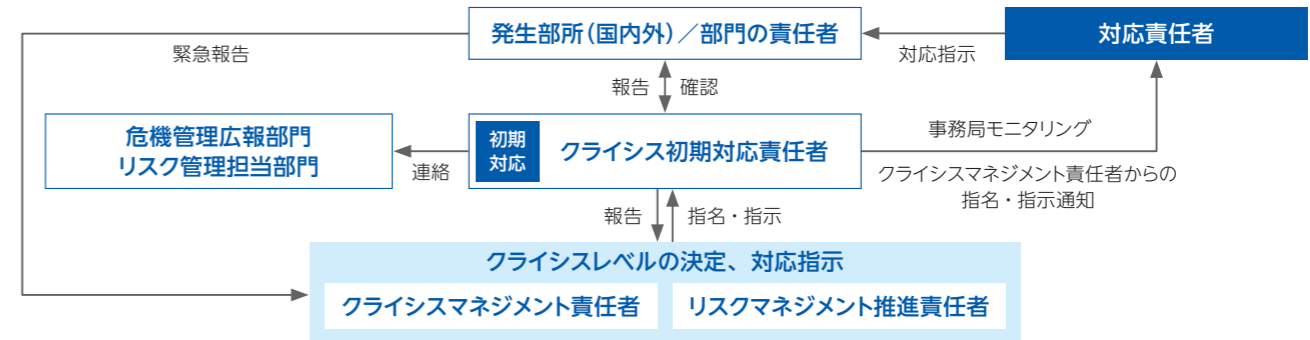 発生部所（国内外）／部門の責任者
対応責任者
緊急報告
対応指示
報告
確認
危機管理広報部門
リスク管理担当部門
連絡
初期
対応
クライシス初期対応責任者
事務局モニタリング
クライシスマネジメント責任者からの
指名・指示通知
報告
指名・指示
クライシスレベルの決定、対応指示
クライシスマネジメント責任者
リスクマネジメント推進責任者